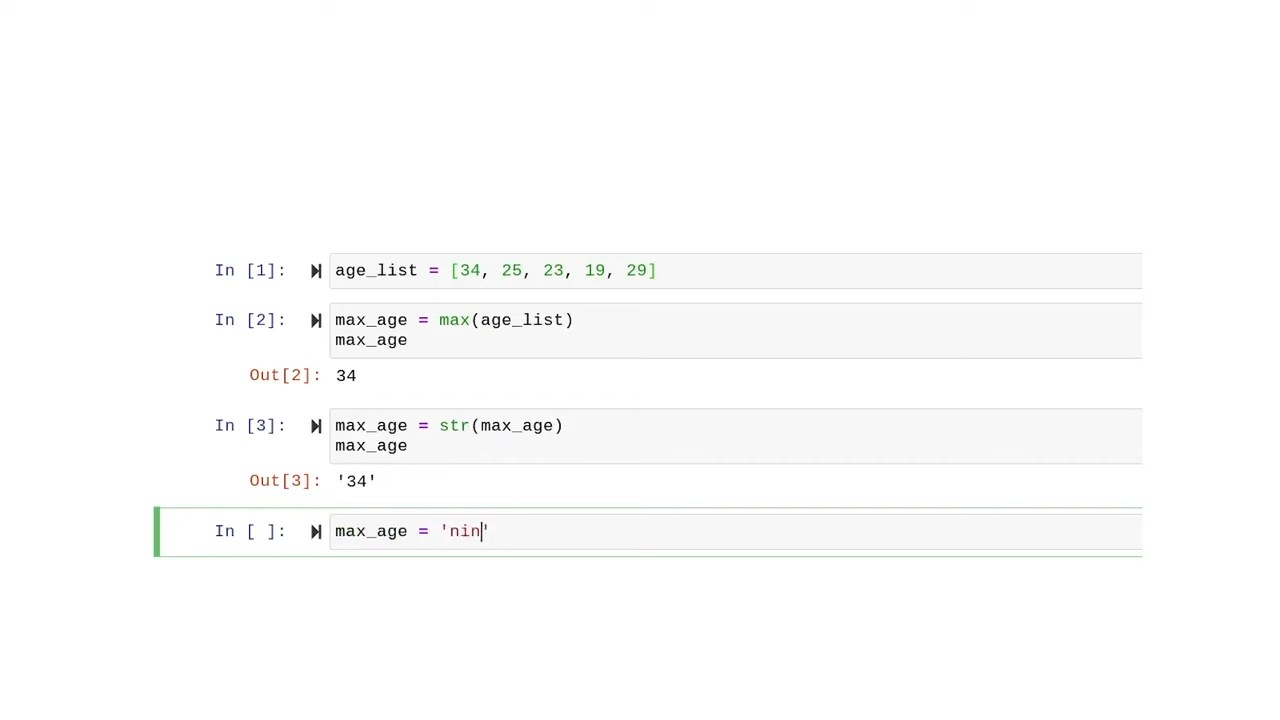 In [1]: age_list = [34, 25, 23, 19, 29]
In [2]: max_age = max(age_list)
max_age
Out[2]: 34
In [3]: max_age = str(max_age)
max_age
Out[3]: '34'
In [ ]: max_age = 'nin'